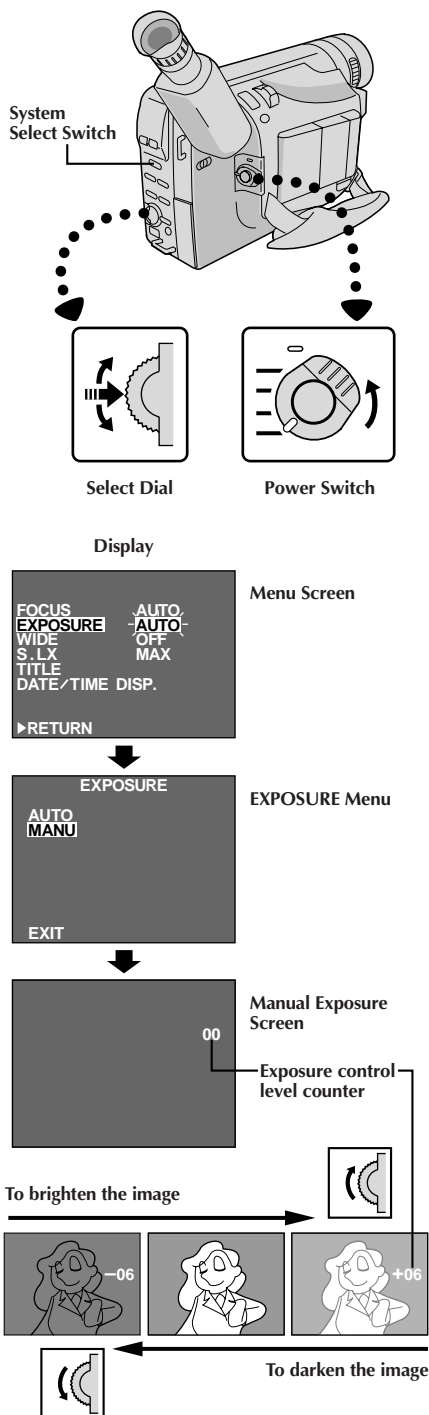 System
Select Switch
Select Dial
Power Switch
Display
Menu Screen
FOCUS AUTO
EXPOSURE AUTO
WIDE OFF
S.LX MAX
TITLE
DATE/TIME DISP.
▶RETURN
EXPOSURE
EXPOSURE Menu
AUTO
MANU
EXIT
Manual Exposure
Screen
00
Exposure control
level counter
To brighten the image
–06
+06
To darken the image